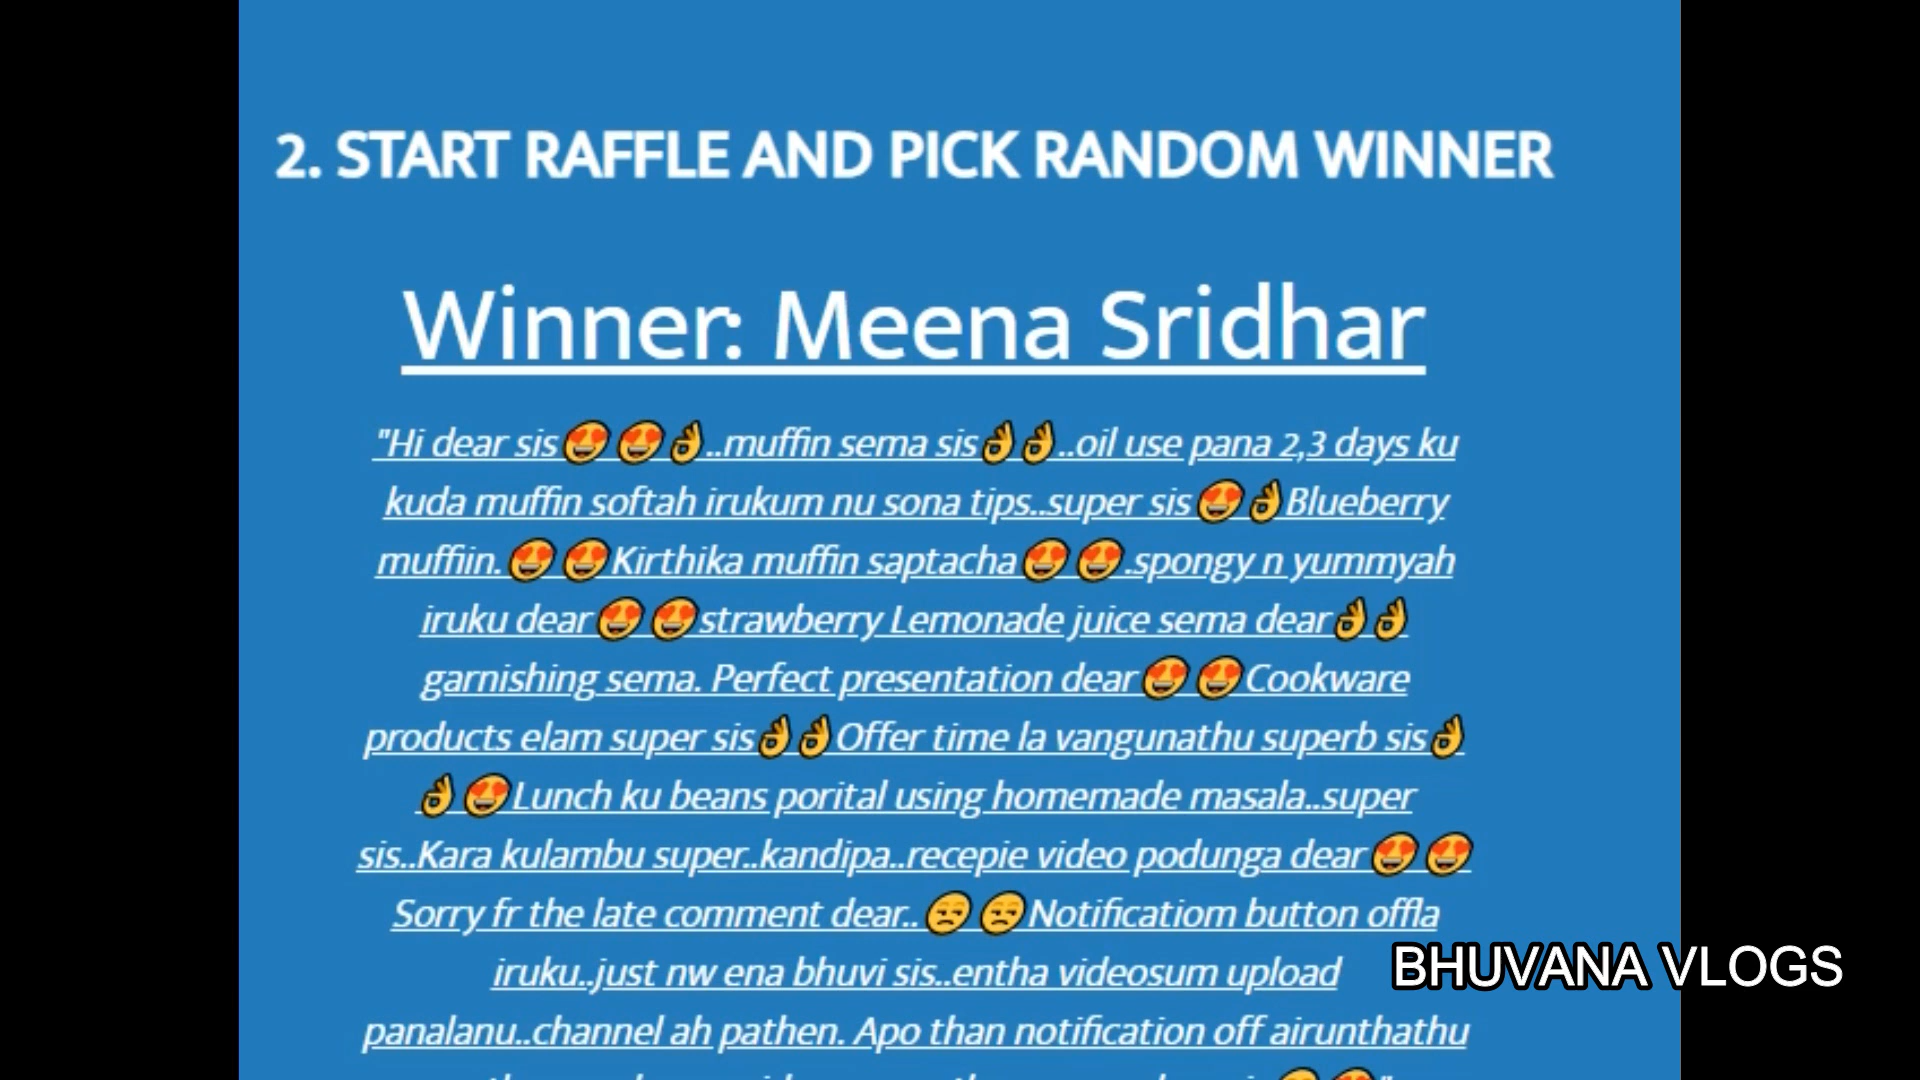 2. START RAFFLE AND PICK RANDOM WINNER
Winner: Meena Sridhar
"Hi dear sis😍😍👌..muffin sema sis👌👌..oil use pana 2,3 days ku
kuda muffin softah irukum nu sona tips..super sis😍👌Blueberry
muffiin.😍😍Kirthika muffin saptacha😍😍.spongy n yummyah
iruku dear😍😍strawberry Lemonade juice sema dear👌👌
garnishing sema. Perfect presentation dear😍😍Cookware
products elam super sis👌👌Offer time la vangunathu superb sis👌
👌😍Lunch ku beans porital using homemade masala..super
sis..Kara kulambu super..kandipa..recepie video podunga dear😍😍
Sorry fr the late comment dear..😒😒Notificatiom button offla
iruku..just nw ena bhuvi sis..entha videosum upload
panalanu..channel ah pathen. Apo than notification off airunthathu
BHUVANA VLOGS